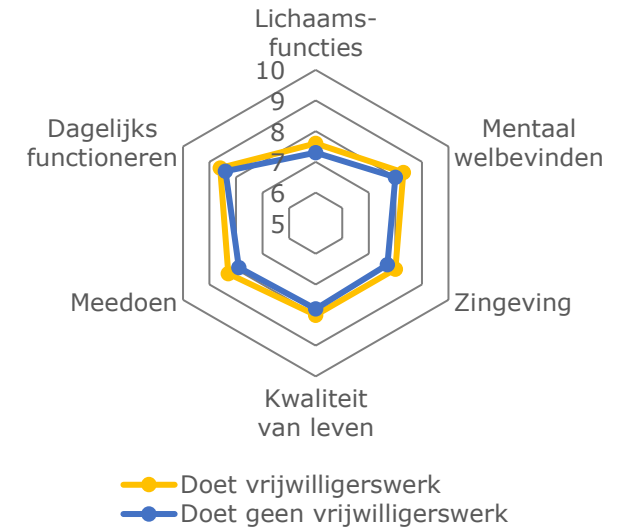 Lichaams-
functies
10
9
8
7
6
5
Mentaal
welbevinden
Zingeving
Kwaliteit
van leven
Meedoen
Dagelijks
functioneren
Doet vrijwilligerswerk
Doet geen vrijwilligerswerk